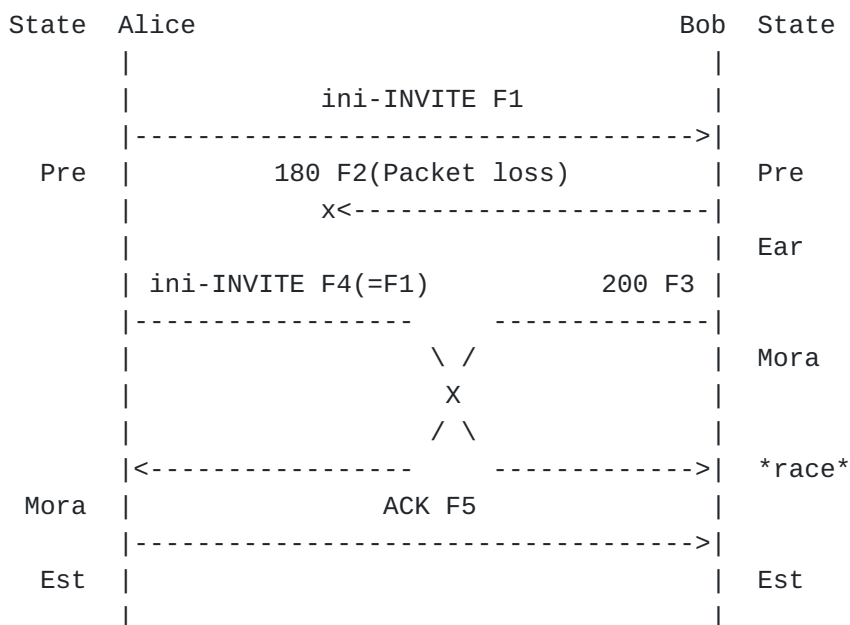 State  Alice                               Bob  State
       |                                     |
       |            ini-INVITE F1            |
       |------------------------------------>|
  Pre  |         180 F2(Packet loss)         |  Pre
       |            x<-----------------------|
       |                                     |  Ear
       | ini-INVITE F4(=F1)           200 F3 |
       |------------------     --------------|
       |                   \ /               |  Mora
       |                    X                |
       |                   / \               |
       |<-----------------     ------------->|  *race*
 Mora  |                ACK F5               |
       |------------------------------------>|
  Est  |                                     |  Est
       |                                     |